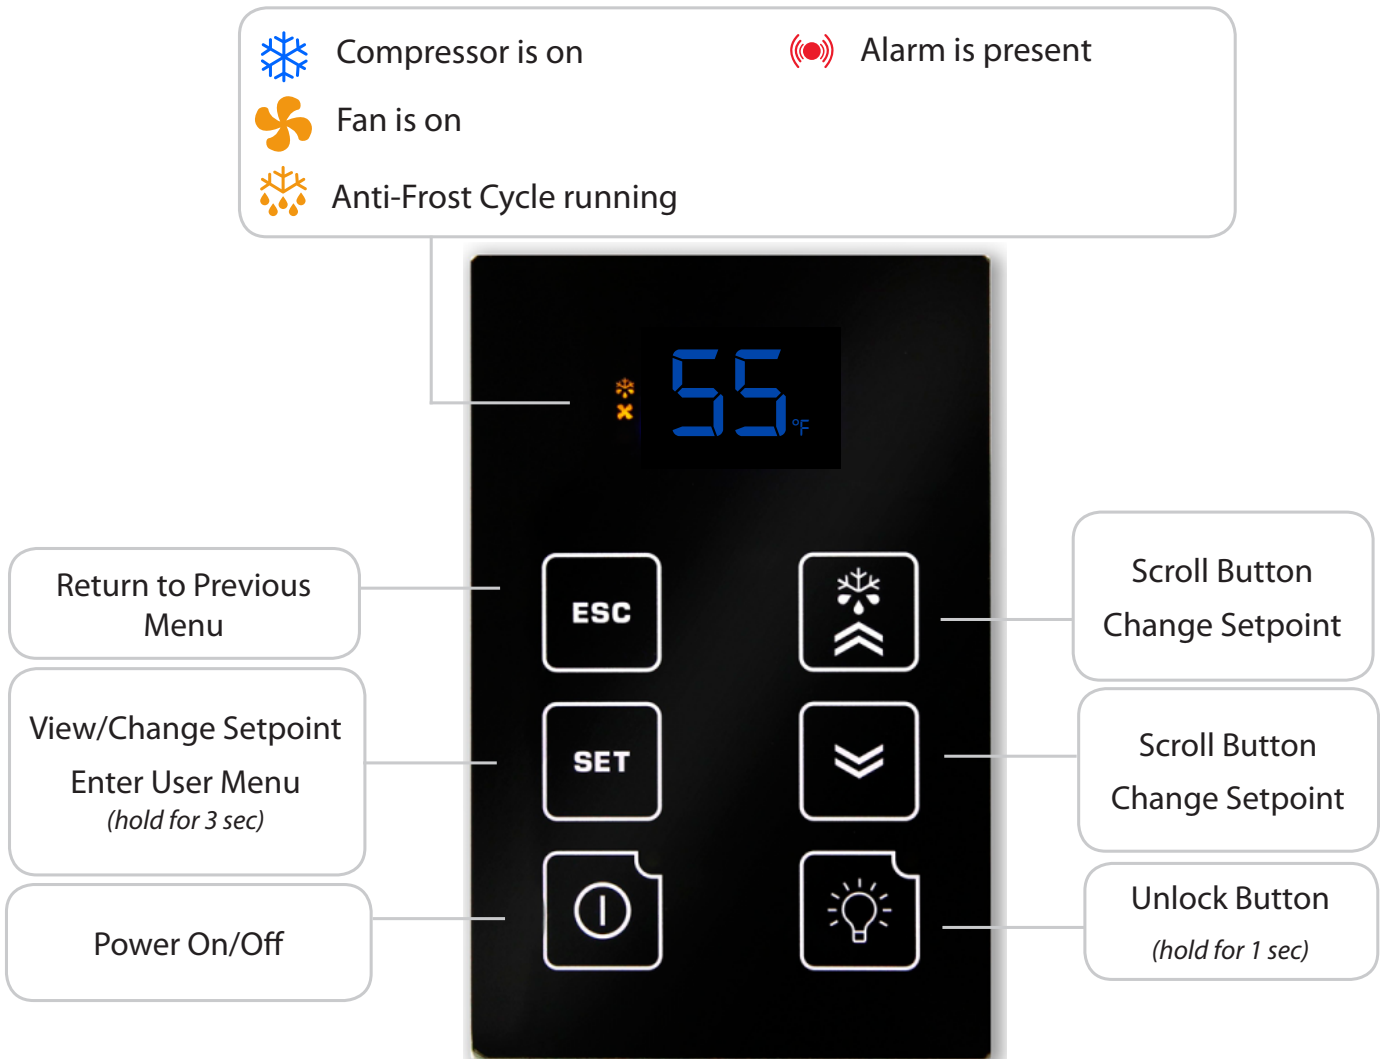 Compressor is on
Alarm is present
Fan is on
Anti-Frost Cycle running
55 °F
Return to Previous
Menu
ESC
Scroll Button
Change Setpoint
View/Change Setpoint
Enter User Menu
(hold for 3 sec)
SET
Scroll Button
Change Setpoint
Power On/Off
Unlock Button
(hold for 1 sec)